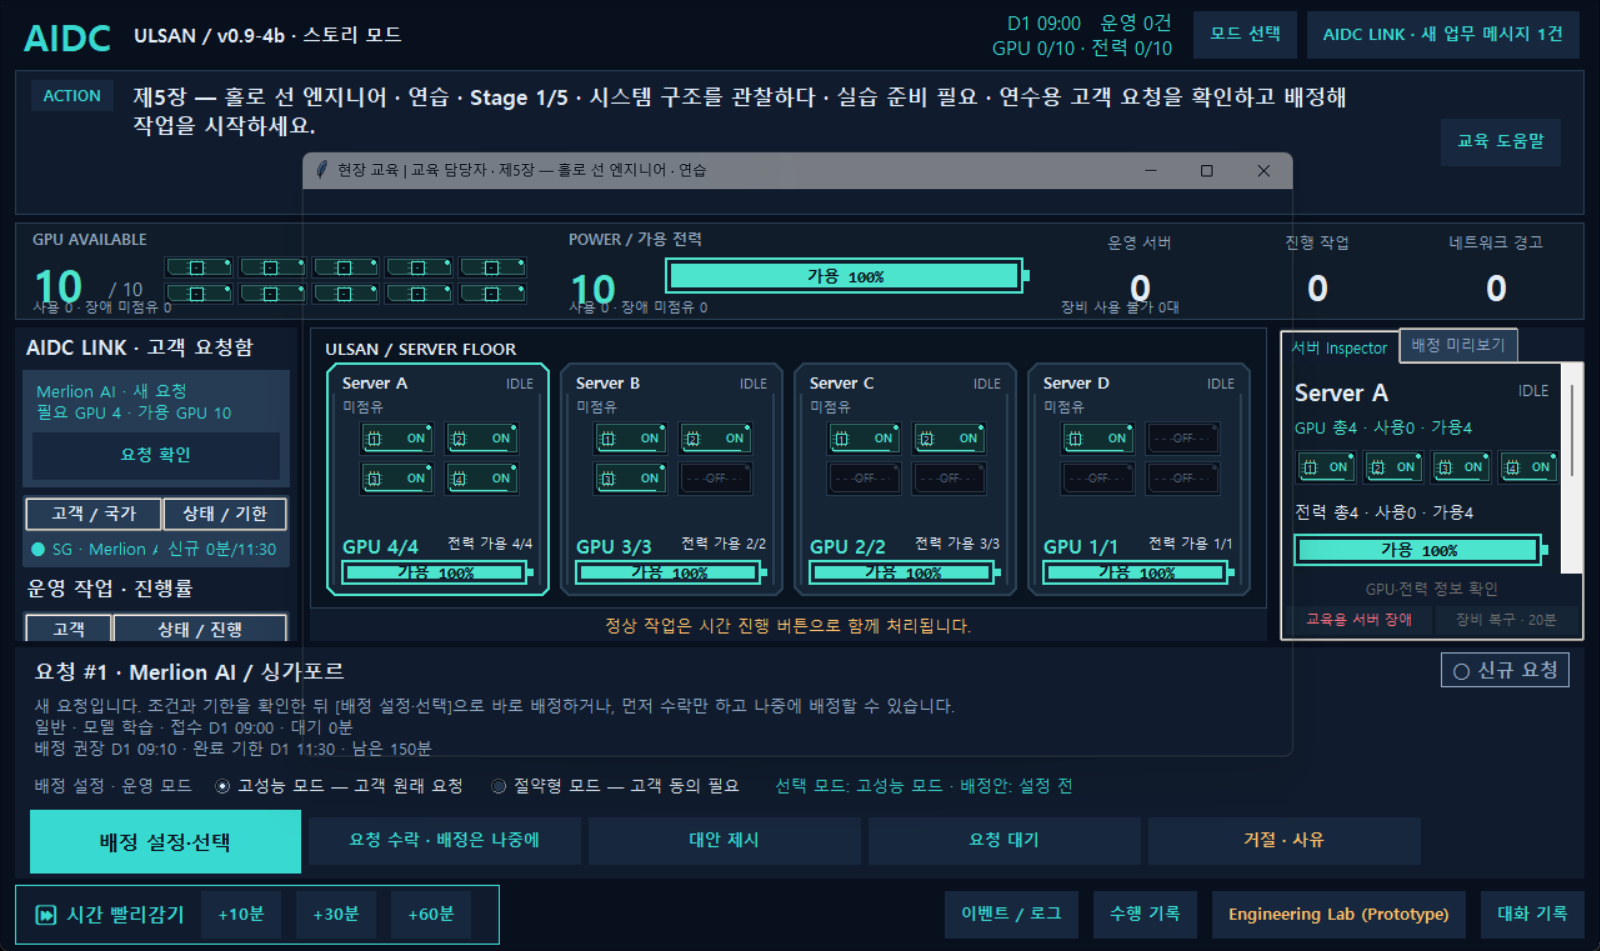 AIDC ULSAN / v0.9-4b · 스토리 모드
D1 09:00 운영 0건
GPU 0/10 · 전력 0/10
모드 선택
AIDC LINK · 새 업무 메시지 1건
ACTION
제5장 — 홀로 선 엔지니어 · 연습 · Stage 1/5 · 시스템 구조를 관찰하다 · 실습 준비 필요 · 연수용 고객 요청을 확인하고 배정해
작업을 시작하세요.
교육 도움말
현장 교육 | 교육 담당자 · 제5장 — 홀로 선 엔지니어 · 연습
GPU AVAILABLE
10 / 10
사용 0 · 장애 미점유 0
POWER / 가용 전력
10
가용 100%
사용 0 · 장애 미점유 0
운영 서버
0
장비 사용 불가 0대
진행 작업
0
네트워크 경고
0
AIDC LINK · 고객 요청함
Merlion AI · 새 요청
필요 GPU 4 · 가용 GPU 10
요청 확인
고객 / 국가 상태 / 기한
SG · Merlion 신규 0분/11:30
운영 작업 · 진행률
고객 상태 / 진행
ULSAN / SERVER FLOOR
Server A IDLE
미점유
1 ON 2 ON
3 ON 4 ON
GPU 4/4 전력 가용 4/4
가용 100%
Server B IDLE
미점유
1 ON 2 ON
3 ON OFF
GPU 3/3 전력 가용 2/2
가용 100%
Server C IDLE
미점유
1 ON 2 ON
OFF OFF
GPU 2/2 전력 가용 3/3
가용 100%
Server D IDLE
미점유
1 ON OFF
OFF OFF
GPU 1/1 전력 가용 1/1
가용 100%
정상 작업은 시간 진행 버튼으로 함께 처리됩니다.
서버 Inspector 배정 미리보기
Server A IDLE
GPU 총4 · 사용0 · 가용4
1 ON 2 ON 3 ON 4 ON
전력 총4 · 사용0 · 가용4
가용 100%
GPU·전력 정보 확인
교육용 서버 장애 장비 복구 · 20분
요청 #1 · Merlion AI / 싱가포르
○ 신규 요청
새 요청입니다. 조건과 기한을 확인한 뒤 [배정 설정·선택]으로 바로 배정하거나, 먼저 수락만 하고 나중에 배정할 수 있습니다.
일반 · 모델 학습 · 접수 D1 09:00 · 대기 0분
배정 권장 D1 09:10 · 완료 기한 D1 11:30 · 남은 150분
배정 설정 · 운영 모드 고성능 모드 — 고객 원래 요청 절약형 모드 — 고객 동의 필요 선택 모드: 고성능 모드 · 배정안: 설정 전
배정 설정·선택 요청 수락 · 배정은 나중에 대안 제시 요청 대기 거절 · 사유
시간 빨리감기 +10분 +30분 +60분 이벤트 / 로그 수행 기록 Engineering Lab (Prototype) 대화 기록